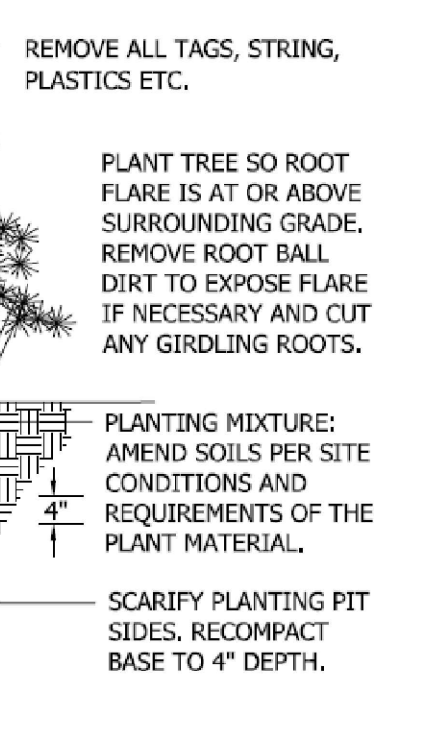 REMOVE ALL TAGS, STRING,
PLASTICS ETC.
PLANT TREE SO ROOT
FLARE IS AT OR ABOVE
SURROUNDING GRADE.
REMOVE ROOT BALL
DIRT TO EXPOSE FLARE
IF NECESSARY AND CUT
ANY GIRDLING ROOTS.
PLANTING MIXTURE:
AMEND SOILS PER SITE
CONDITIONS AND
4"
REQUIREMENTS OF THE
PLANT MATERIAL.
SCARIFY PLANTING PIT
SIDES. RECOMPACT
BASE TO 4" DEPTH.